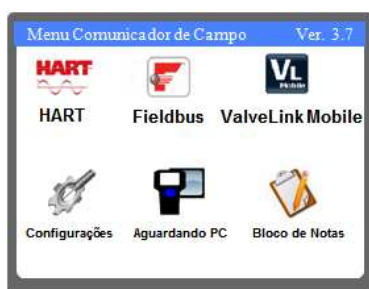 Menu Comunicador de Campo Ver. 3.7
HART
VL
Mobile
HART Fieldbus ValveLink Mobile
Configurações Aguardando PC Bloco de Notas